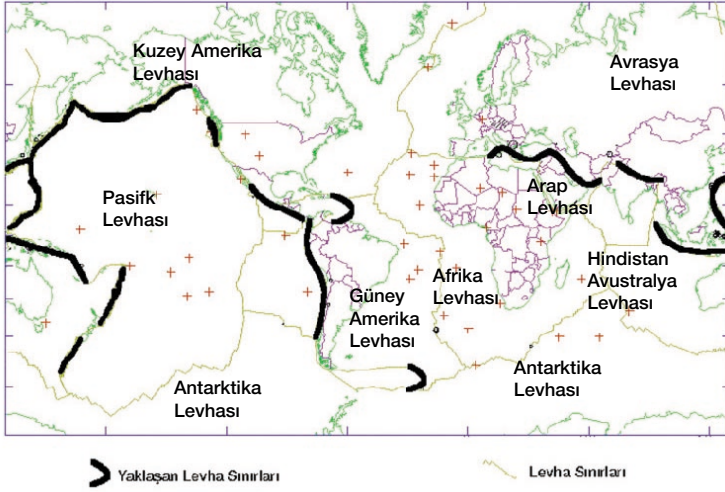 Kuzey Amerika
Levhası
Avrasya
Levhası
Pasifk
Levhası
Arap
Levhası
Hindistan
Avustralya
Levhası
Afrika
Levhası
Güney
Amerika
Levhası
Antarktika
Levhası
Antarktika
Levhası
Yaklaşan Levha Sınırları
Levha Sınırları